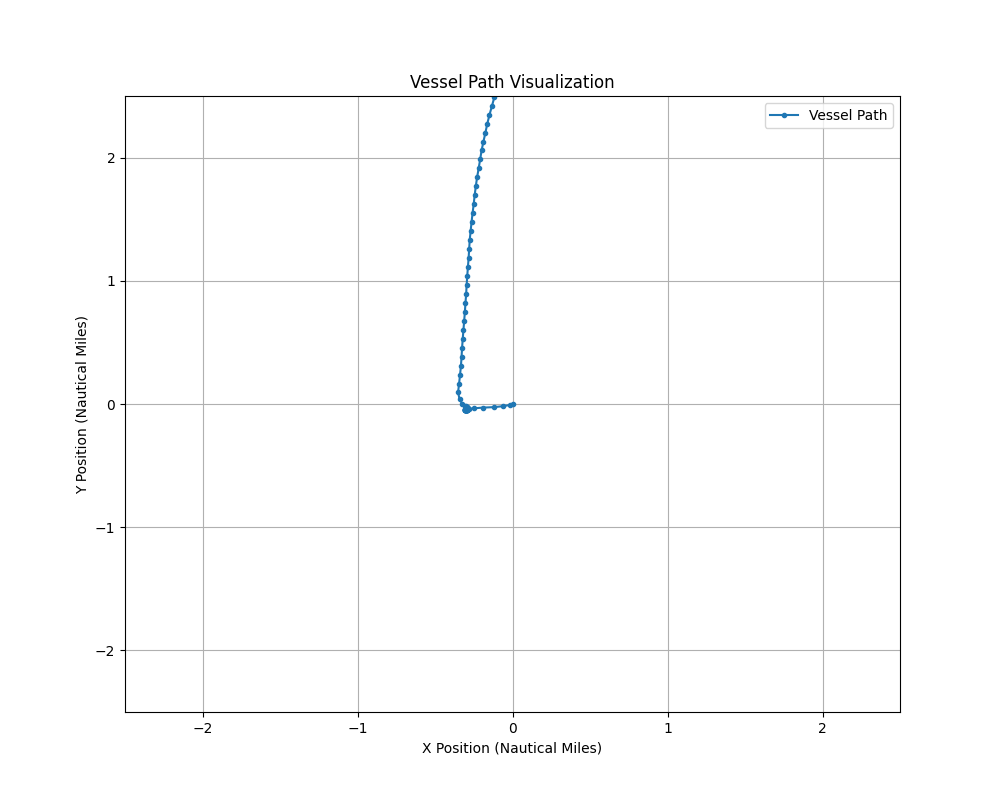 Vessel Path Visualization
Vessel Path
Y Position (Nautical Miles)
2
1
0
−1
−2
−2
−1
0
1
2
X Position (Nautical Miles)